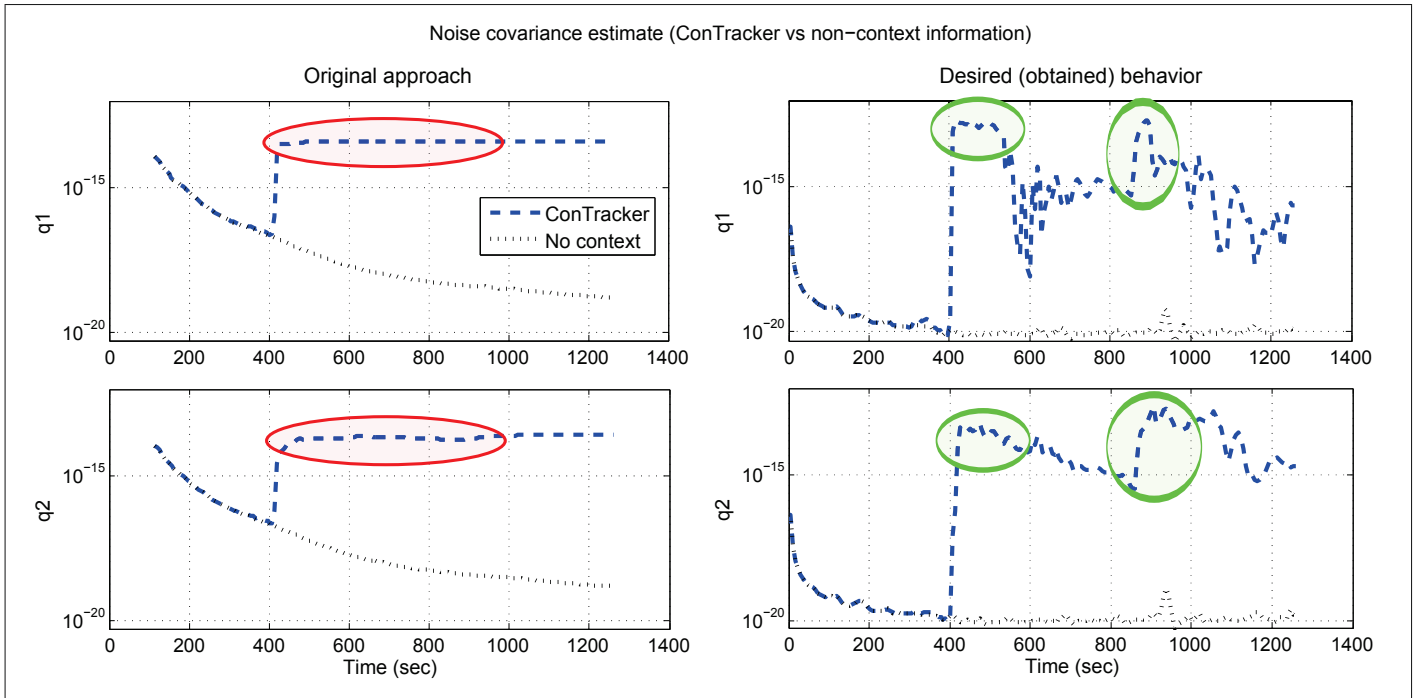 Noise covariance estimate (ConTracker vs non−context information)
Original approach
Desired (obtained) behavior
q1
10−15
10−20
0 200 400 600 800 1000 1200 1400
ConTracker
No context
q1
10−15
10−20
0 200 400 600 800 1000 1200 1400
q2
10−15
10−20
0 200 400 600 800 1000 1200 1400
Time (sec)
q2
10−15
10−20
0 200 400 600 800 1000 1200 1400
Time (sec)